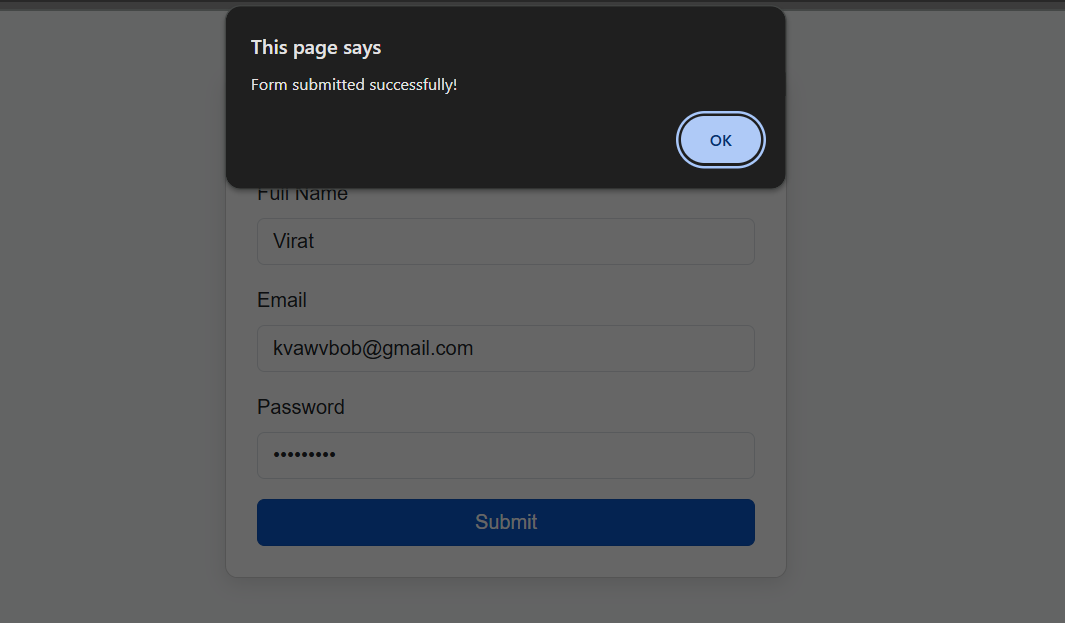 This page says
Form submitted successfully!
OK
Full Name
Virat
Email
kvawvbob@gmail.com
Password
•••••••••
Submit